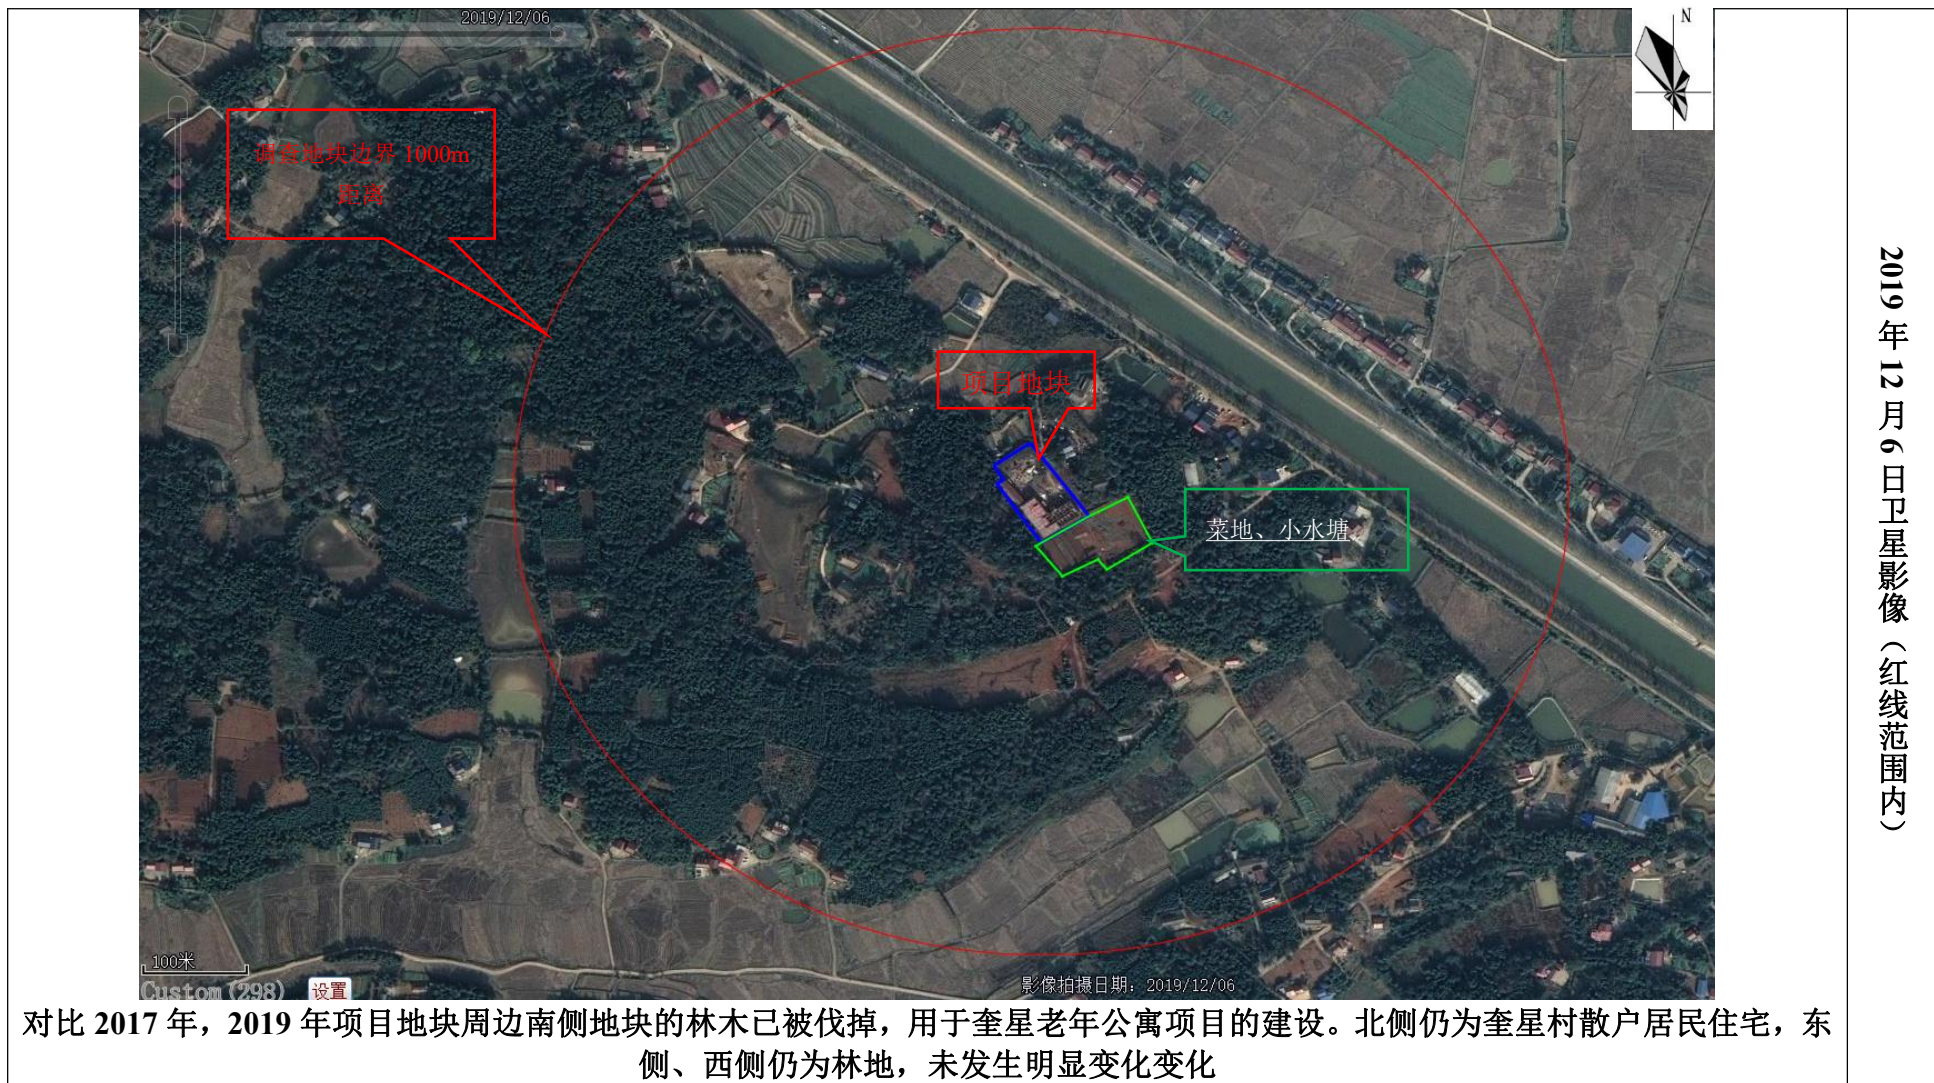 2019/12/06
N
调查地块边界 1000m
距离
项目地块
菜地、小水塘
100米
Custom(298)
设置
影像拍摄日期: 2019/12/06
2019 年 12 月 6 日卫星影像（红线范围内）
对比 2017 年，2019 年项目地块周边南侧地块的林木已被伐掉，用于奎星老年公寓项目的建设。北侧仍为奎星村散户居民住宅，东
侧、西侧仍为林地，未发生明显变化变化